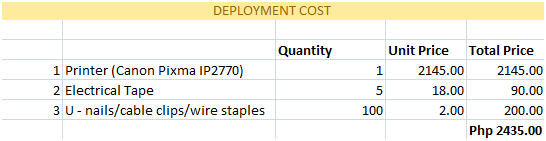 DEPLOYMENT COST
Quantity Unit Price Total Price
1 Printer (Canon Pixma IP2770) 1 2145.00 2145.00
2 Electrical Tape 5 18.00 90.00
3 U - nails/cable clips/wire staples 100 2.00 200.00
Php 2435.00